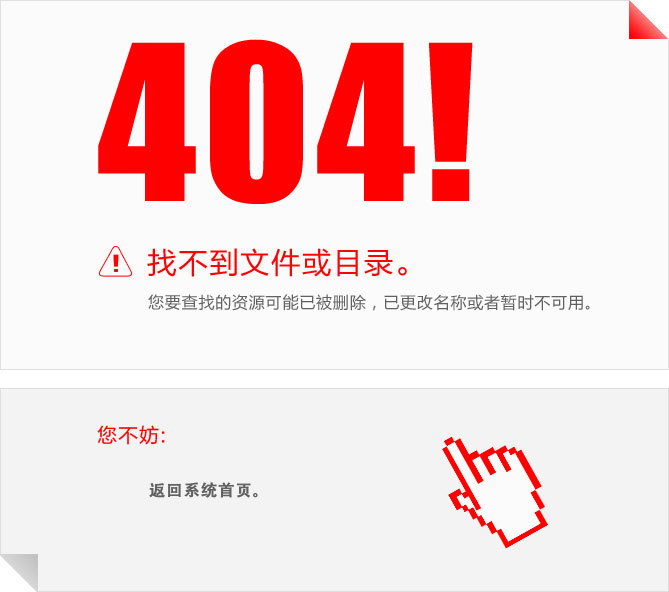 404!
找不到文件或目录。
您要查找的资源可能已被删除，已更改名称或者暂时不可用。
您不妨:
返回系统首页。